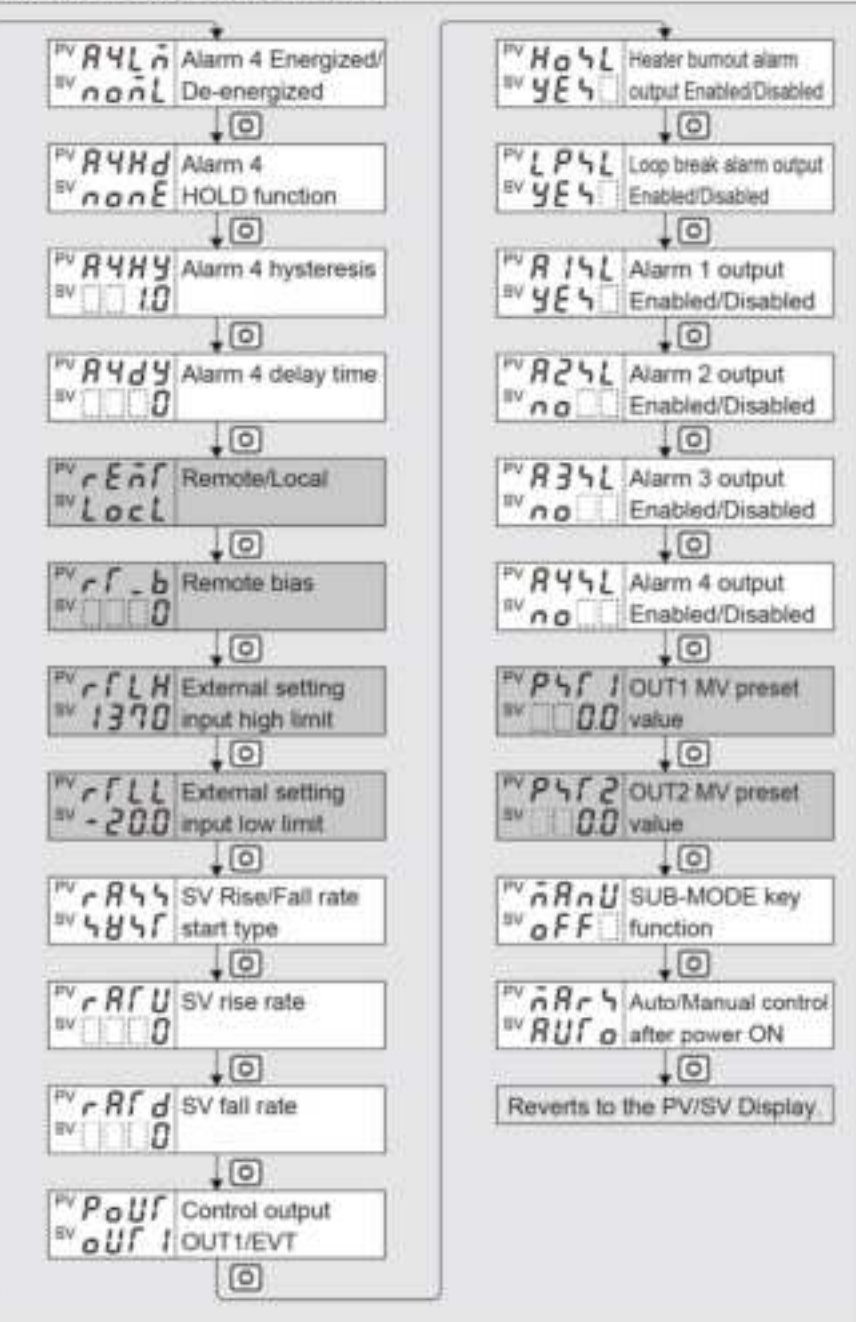 PV A4LM Alarm 4 Energized/
SV noML De-energized
PV A4Hd Alarm 4
SV nonE HOLD function
PV A4HY Alarm 4 hysteresis
SV 1.0
PV A4dY Alarm 4 delay time
SV 0
PV rEMT Remote/Local
SV LocL
PV rT_b Remote bias
SV 0
PV rTLH External setting
SV 1370 input high limit
PV rTLL External setting
SV -200 input low limit
PV rASS SV Rise/Fall rate
SV SVST start type
PV rATU SV rise rate
SV 0
PV rATd SV fall rate
SV 0
PV PoUT Control output
SV oUT1 OUT1/EVT
PV HoSL Heater burnout alarm
SV YES output Enabled/Disabled
PV LPSL Loop break alarm output
SV YES Enabled/Disabled
PV A1SL Alarm 1 output
SV YES Enabled/Disabled
PV A2SL Alarm 2 output
SV no Enabled/Disabled
PV A3SL Alarm 3 output
SV no Enabled/Disabled
PV A4SL Alarm 4 output
SV no Enabled/Disabled
PV PST1 OUT1 MV preset
SV 0.0 value
PV PST2 OUT2 MV preset
SV 0.0 value
PV MAnU SUB-MODE key
SV oFF function
PV MArS Auto/Manual control
SV AUTo after power ON
Reverts to the PV/SV Display.